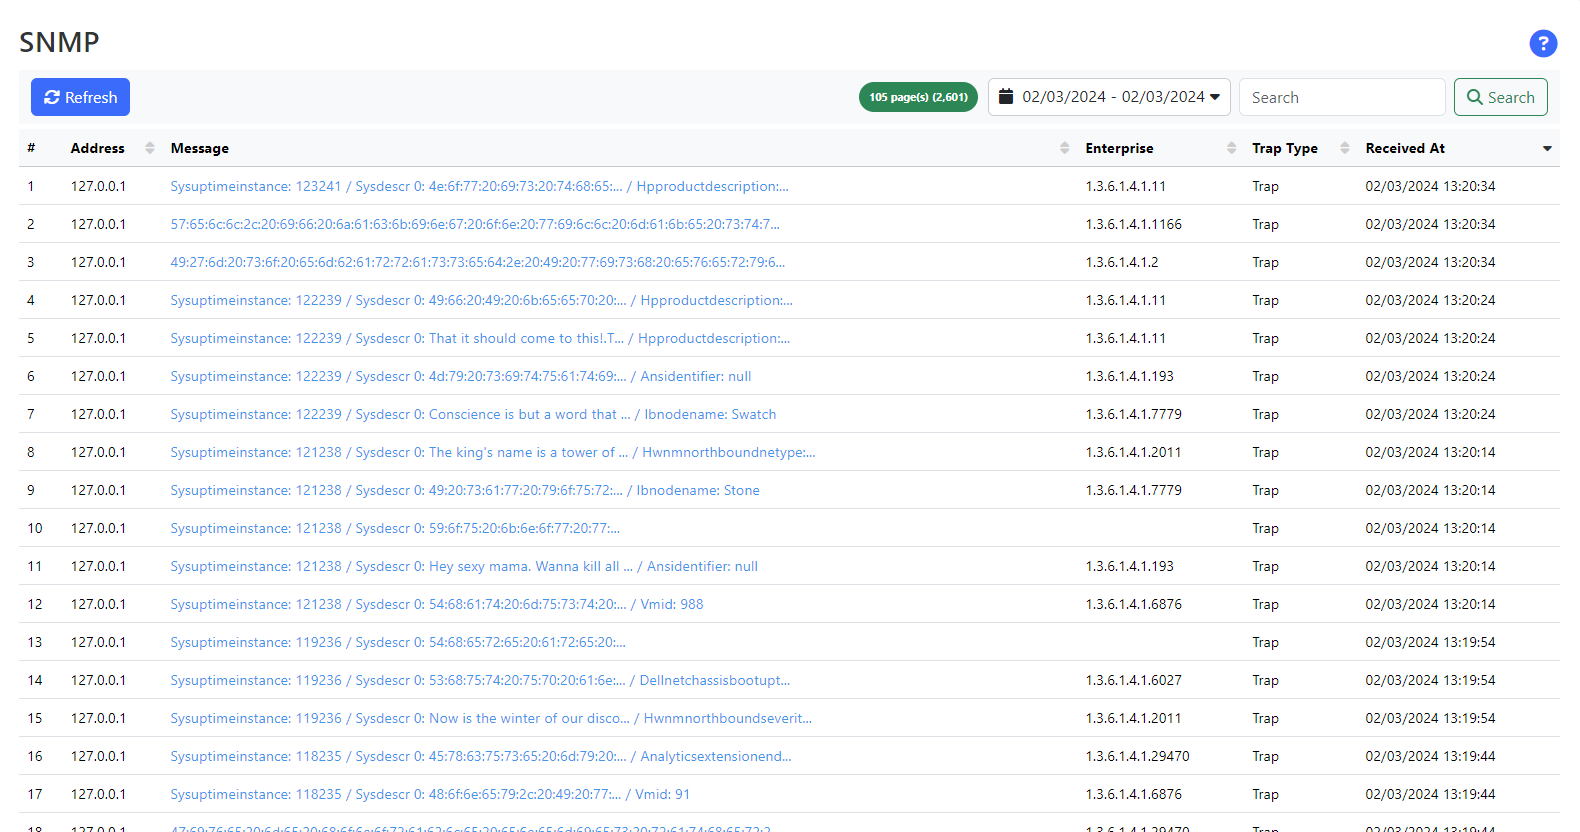 SNMP
?
Refresh 105 page(s) (2,601) 02/03/2024 - 02/03/2024 Search Search
# Address Message Enterprise Trap Type Received At
1 127.0.0.1 Sysuptimeinstance: 123241 / Sysdescr 0: 4e:6f:77:20:69:73:20:74:68:65:... / Hpproductdescription:... 1.3.6.1.4.1.11 Trap 02/03/2024 13:20:34
2 127.0.0.1 57:65:6c:6c:2c:20:69:66:20:6a:61:63:6b:69:6e:67:20:6f:6e:20:77:69:6c:6c:20:6d:61:6b:65:20:73:74:7... 1.3.6.1.4.1.1166 Trap 02/03/2024 13:20:34
3 127.0.0.1 49:27:6d:20:73:6f:20:65:6d:62:61:72:72:61:73:73:65:64:2e:20:49:20:77:69:73:68:20:65:76:65:72:79:6... 1.3.6.1.4.1.2 Trap 02/03/2024 13:20:34
4 127.0.0.1 Sysuptimeinstance: 122239 / Sysdescr 0: 49:66:20:49:20:6b:65:65:70:20:... / Hpproductdescription:... 1.3.6.1.4.1.11 Trap 02/03/2024 13:20:24
5 127.0.0.1 Sysuptimeinstance: 122239 / Sysdescr 0: That it should come to this!.T... / Hpproductdescription:... 1.3.6.1.4.1.11 Trap 02/03/2024 13:20:24
6 127.0.0.1 Sysuptimeinstance: 122239 / Sysdescr 0: 4d:79:20:73:69:74:75:61:74:69:... / Ansidentifier: null 1.3.6.1.4.1.193 Trap 02/03/2024 13:20:24
7 127.0.0.1 Sysuptimeinstance: 122239 / Sysdescr 0: Conscience is but a word that ... / Ibnodename: Swatch 1.3.6.1.4.1.7779 Trap 02/03/2024 13:20:24
8 127.0.0.1 Sysuptimeinstance: 121238 / Sysdescr 0: The king's name is a tower of ... / Hwnmnorthboundnetype:... 1.3.6.1.4.1.2011 Trap 02/03/2024 13:20:14
9 127.0.0.1 Sysuptimeinstance: 121238 / Sysdescr 0: 49:20:73:61:77:20:79:6f:75:72:... / Ibnodename: Stone 1.3.6.1.4.1.7779 Trap 02/03/2024 13:20:14
10 127.0.0.1 Sysuptimeinstance: 121238 / Sysdescr 0: 59:6f:75:20:6b:6e:6f:77:20:77:... Trap 02/03/2024 13:20:14
11 127.0.0.1 Sysuptimeinstance: 121238 / Sysdescr 0: Hey sexy mama. Wanna kill all ... / Ansidentifier: null 1.3.6.1.4.1.193 Trap 02/03/2024 13:20:14
12 127.0.0.1 Sysuptimeinstance: 121238 / Sysdescr 0: 54:68:61:74:20:6d:75:73:74:20:... / Vmid: 988 1.3.6.1.4.1.6876 Trap 02/03/2024 13:20:14
13 127.0.0.1 Sysuptimeinstance: 119236 / Sysdescr 0: 54:68:65:72:65:20:61:72:65:20:... Trap 02/03/2024 13:19:54
14 127.0.0.1 Sysuptimeinstance: 119236 / Sysdescr 0: 53:68:75:74:20:75:70:20:61:6e:... / Dellnetchassisbootupt... 1.3.6.1.4.1.6027 Trap 02/03/2024 13:19:54
15 127.0.0.1 Sysuptimeinstance: 119236 / Sysdescr 0: Now is the winter of our disco... / Hwnmnorthboundseverit... 1.3.6.1.4.1.2011 Trap 02/03/2024 13:19:54
16 127.0.0.1 Sysuptimeinstance: 118235 / Sysdescr 0: 45:78:63:75:73:65:20:6d:79:20:... / Analyticsextensionend... 1.3.6.1.4.1.29470 Trap 02/03/2024 13:19:44
17 127.0.0.1 Sysuptimeinstance: 118235 / Sysdescr 0: 48:6f:6e:65:79:2c:20:49:20:77:... / Vmid: 91 1.3.6.1.4.1.6876 Trap 02/03/2024 13:19:44
18 127.0.0.1 1.3.6.1.4.1.29470 Trap 02/03/2024 13:19:44